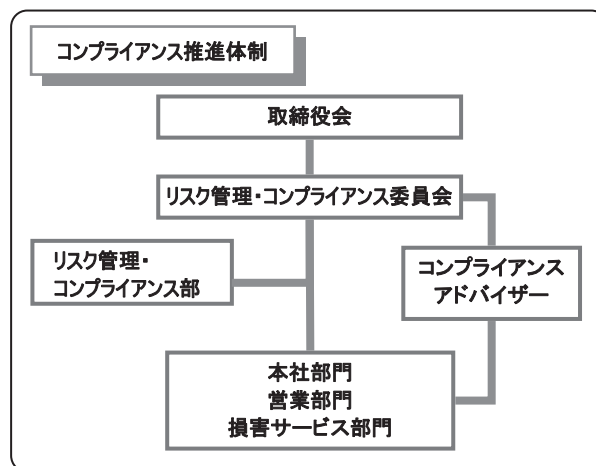 コンプライアンス推進体制
取締役会
リスク管理・コンプライアンス委員会
リスク管理・
コンプライアンス部
コンプライアンス
アドバイザー
本社部門
営業部門
損害サービス部門